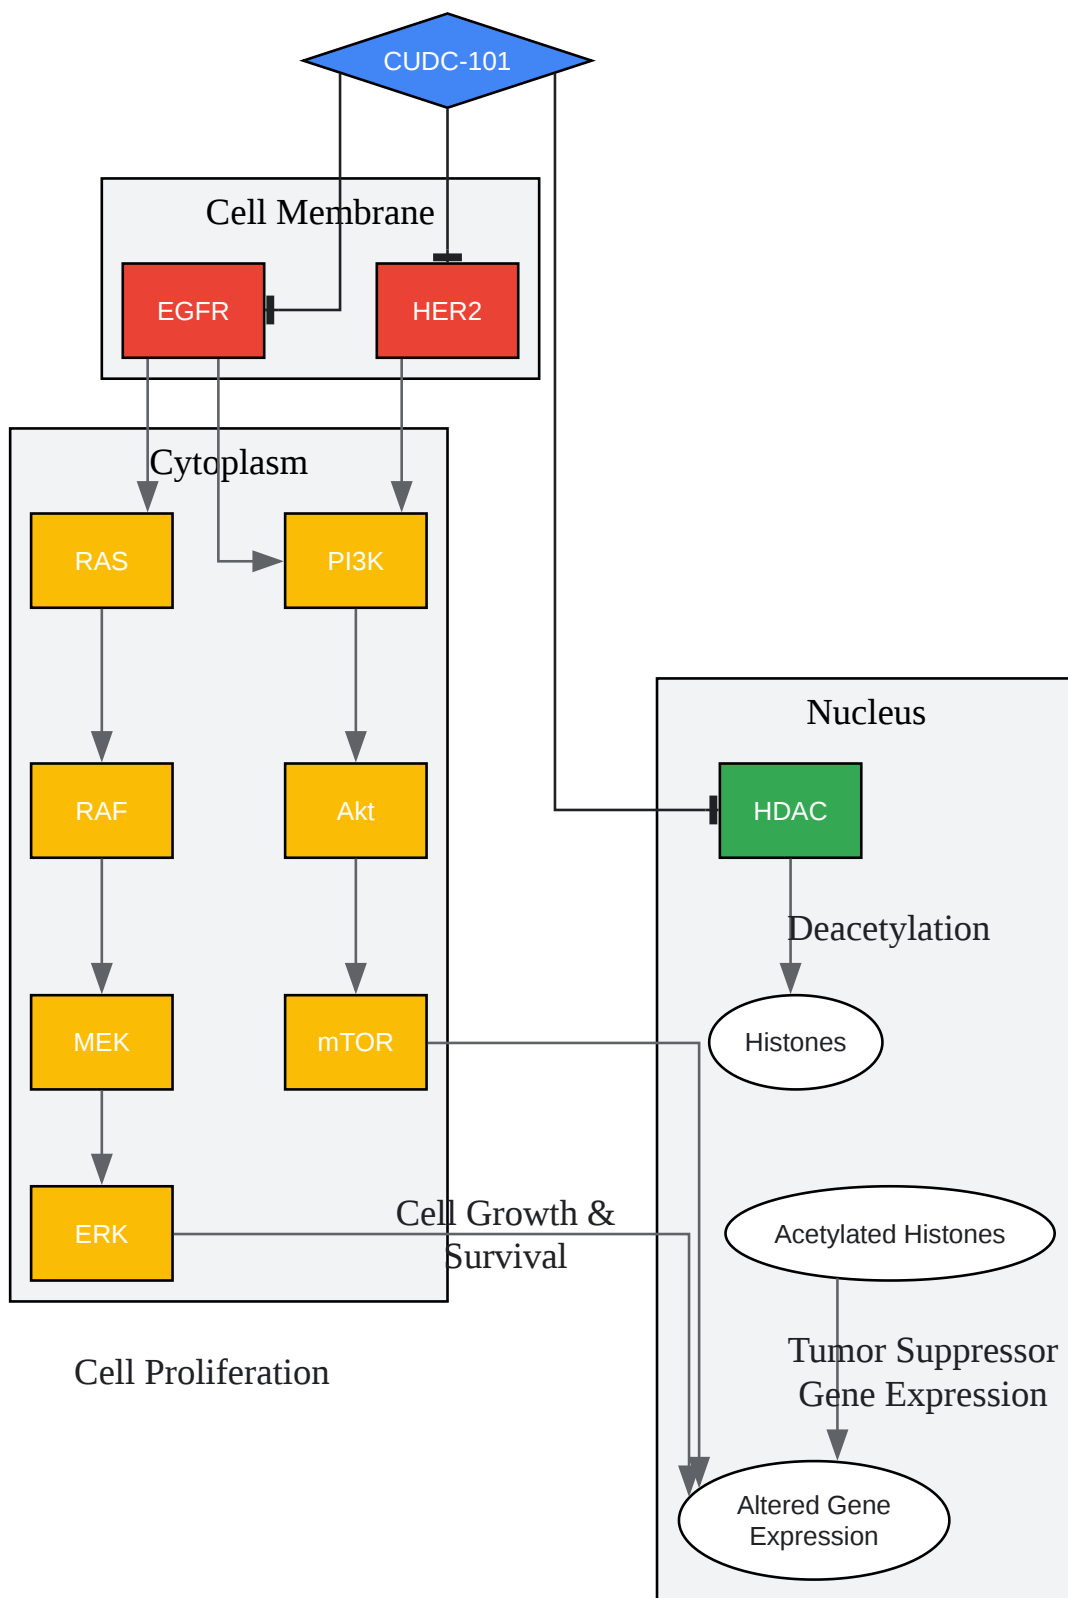 CUDC-101
Cell Membrane
EGFR
HER2
Cytoplasm
RAS
PI3K
Nucleus
RAF
Akt
HDAC
Deacetylation
MEK
mTOR
Histones
Cell Growth &
Survival
ERK
Acetylated Histones
Cell Proliferation
Tumor Suppressor
Gene Expression
Altered Gene
Expression